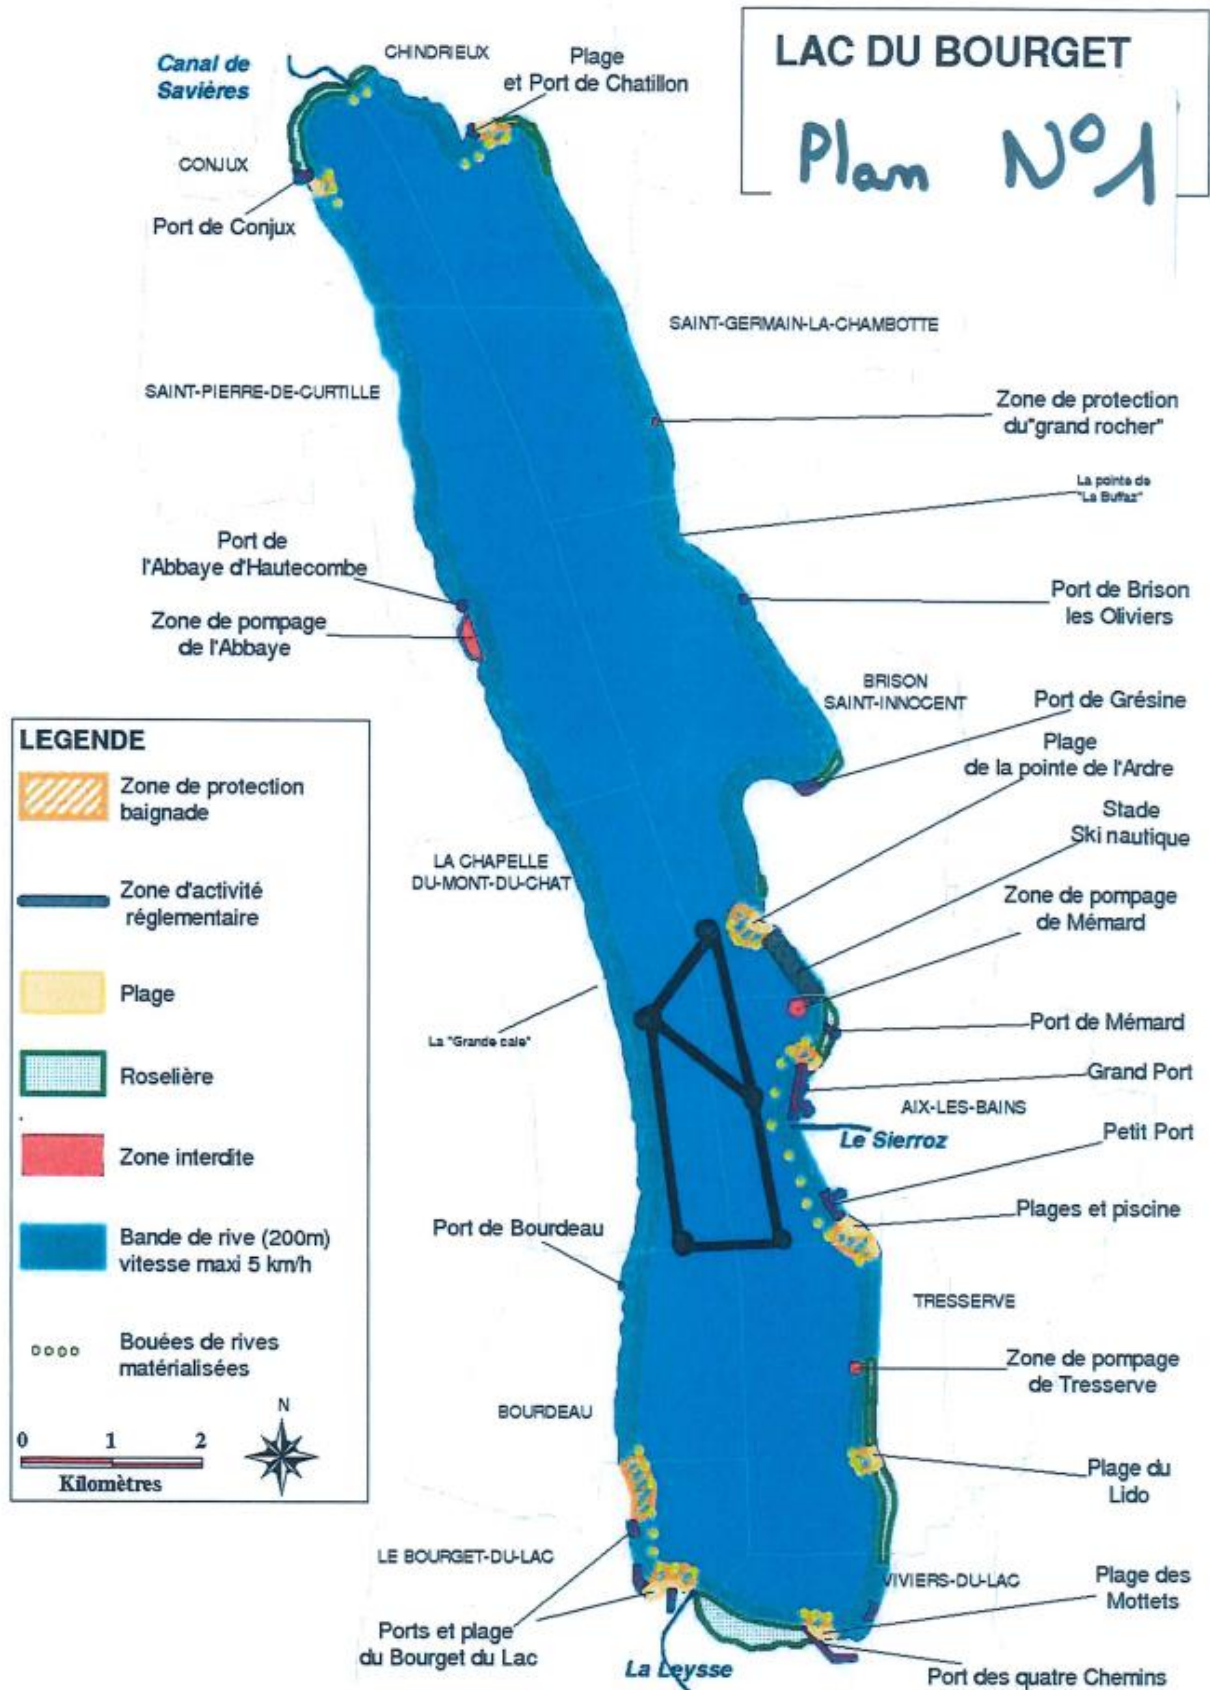 LAC DU BOURGET
Plan N°1
Canal de
Savières
CHINDRIEUX
Plage
et Port de Chatillon
CONJUX
Port de Conjux
SAINT-GERMAIN-LA-CHAMBOTTE
SAINT-PIERRE-DE-CURTILLE
Zone de protection
du"grand rocher"
La pointe de
"La Buffaz"
Port de
l'Abbaye d'Hautecombe
Port de Brison
les Oliviers
Zone de pompage
de l'Abbaye
BRISON
SAINT-INNOCENT
Port de Grésine
Plage
de la pointe de l'Ardre
Stade
Ski nautique
LA CHAPELLE
DU-MONT-DU-CHAT
Zone de pompage
de Mémard
La "Grande cale"
Port de Mémard
Grand Port
AIX-LES-BAINS
Le Sierroz
Petit Port
Plages et piscine
Port de Bourdeau
TRESSERVE
Zone de pompage
de Tresserve
BOURDEAU
Plage du
Lido
LE BOURGET-DU-LAC
VIVIERS-DU-LAC
Plage des
Mottets
Ports et plage
du Bourget du Lac
La Leysse
Port des quatre Chemins
LEGENDE
Zone de protection
baignade
Zone d'activité
réglementaire
Plage
Roselière
Zone interdite
Bande de rive (200m)
vitesse maxi 5 km/h
Bouées de rives
matérialisées
N
0 1 2
Kilomètres